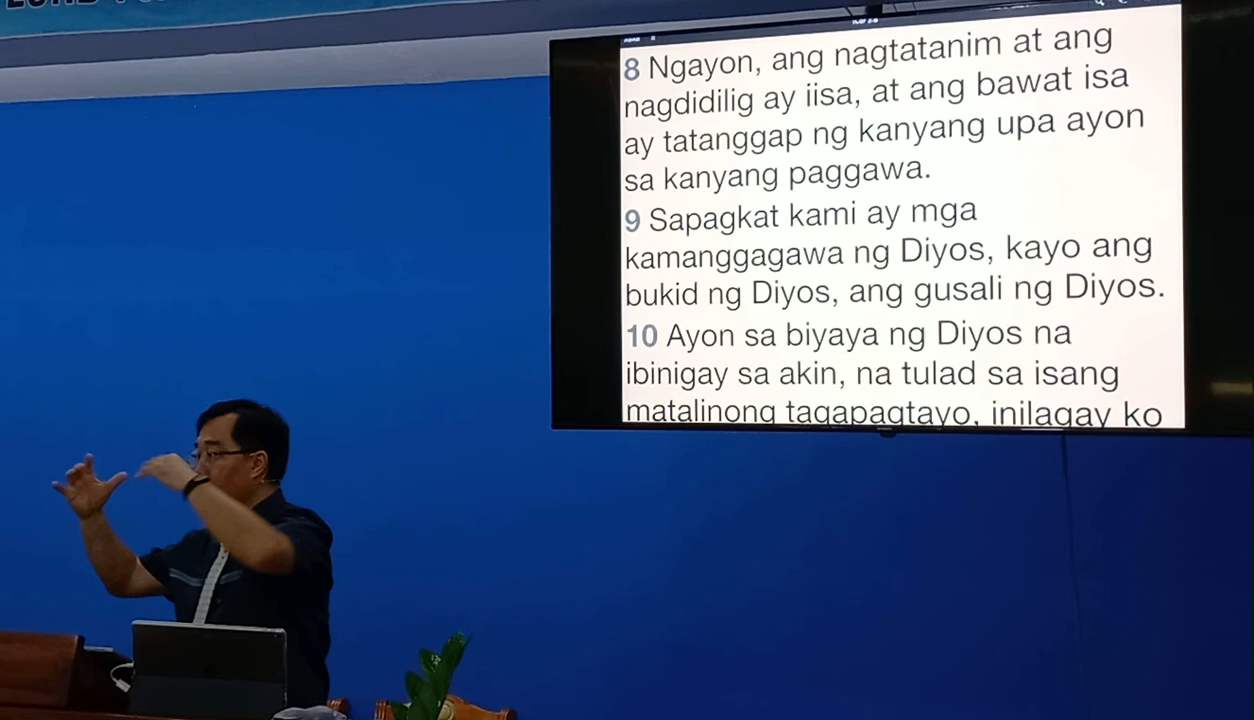 LORD
8 Ngayon, ang nagtatanim at ang
nagdidilig ay iisa, at ang bawat isa
ay tatanggap ng kanyang upa ayon
sa kanyang paggawa.
9 Sapagkat kami ay mga
kamanggagawa ng Diyos, kayo ang
bukid ng Diyos, ang gusali ng Diyos.
10 Ayon sa biyaya ng Diyos na
ibinigay sa akin, na tulad sa isang
matalinong tagapagtayo, inilagay ko